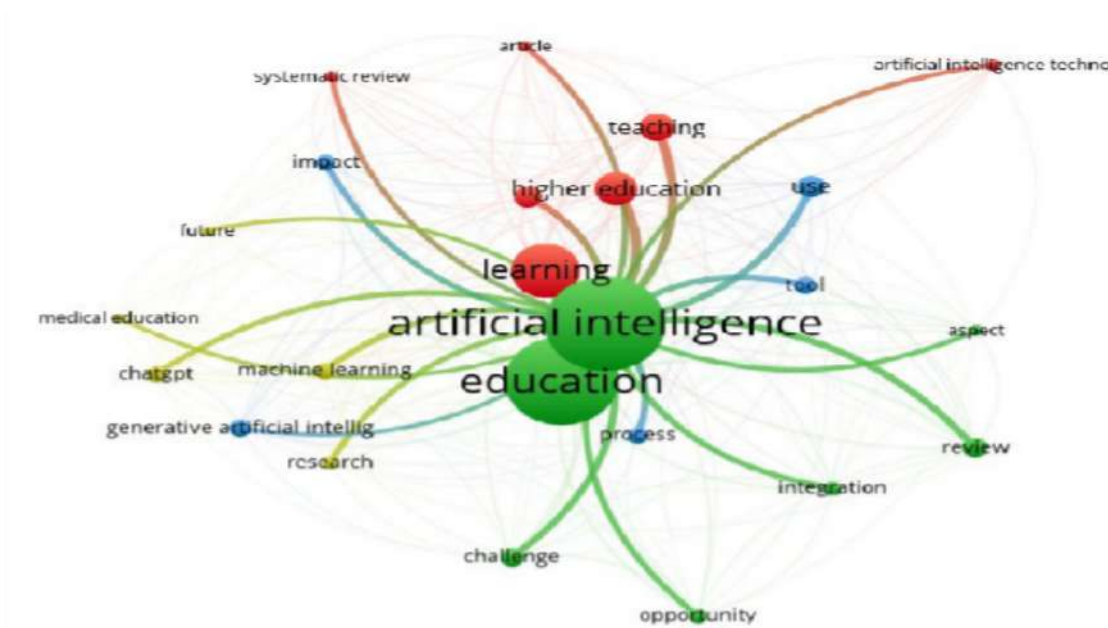 article
artificial intelligence techno
systematic review
teaching
impact
higher education
use
future
learning
tool
medical education
artificial intelligence
aspect
chatgpt
machine learning
education
generative artificial intellig
process
research
review
integration
challenge
opportunity